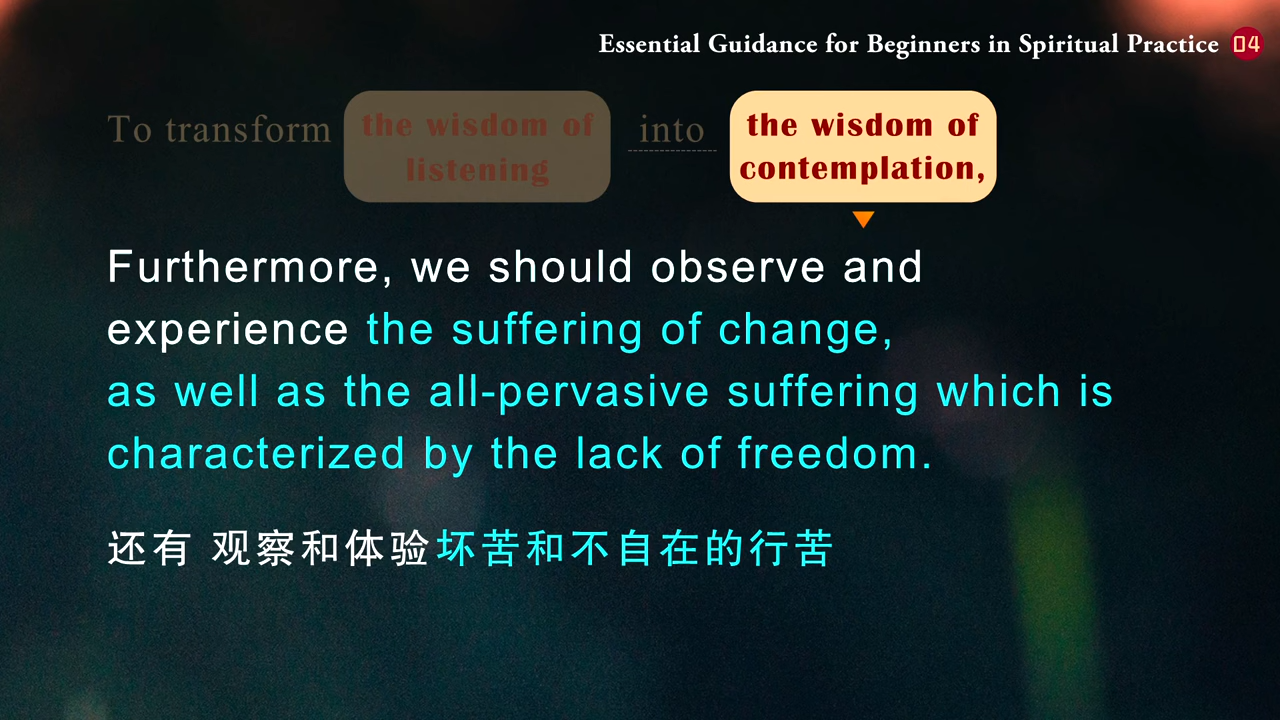 Essential Guidance for Beginners in Spiritual Practice 04
To transform the wisdom of listening into the wisdom of contemplation,
Furthermore, we should observe and
experience the suffering of change,
as well as the all-pervasive suffering which is
characterized by the lack of freedom.
还有 观察和体验坏苦和不自在的行苦